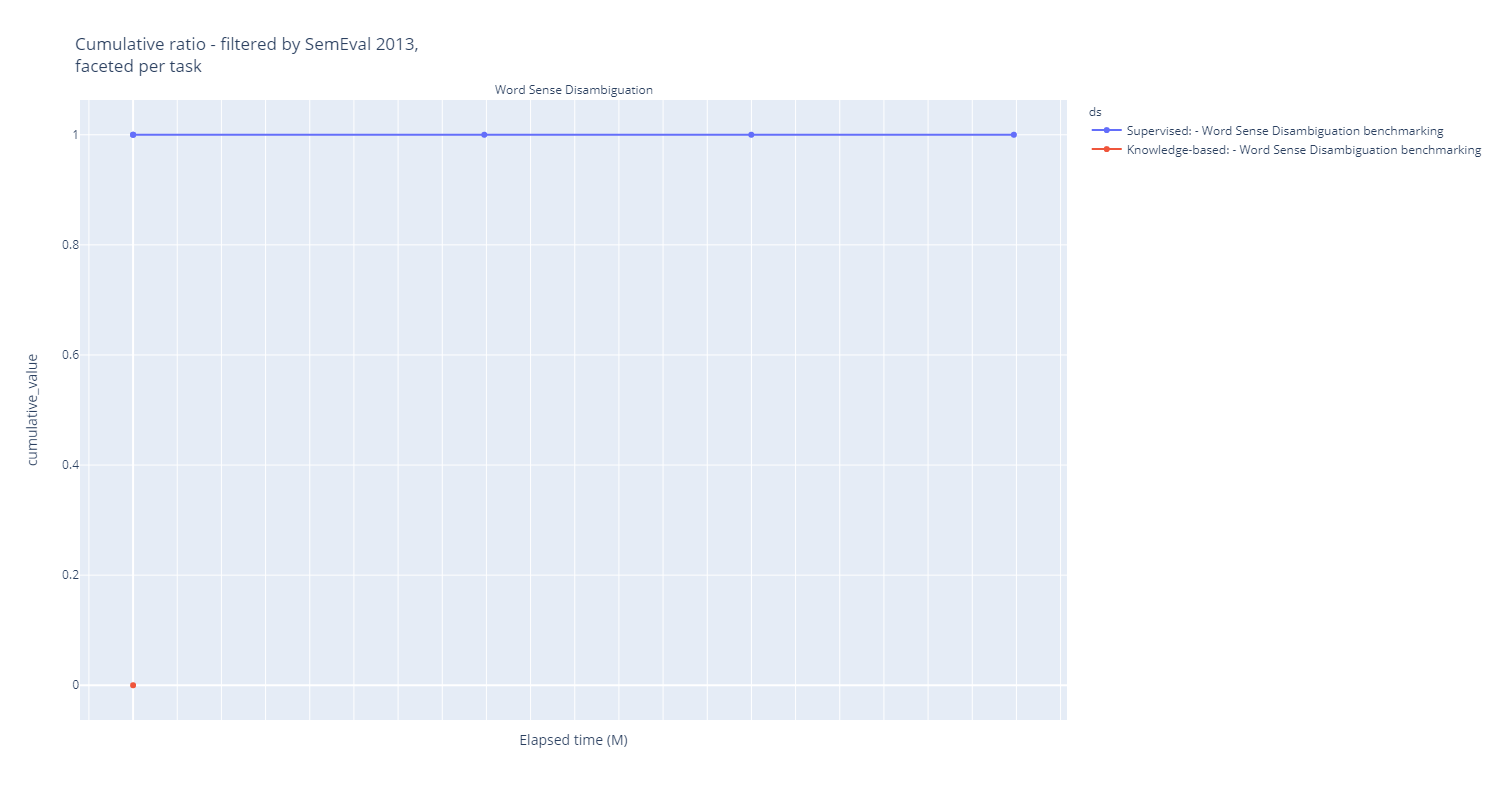 Cumulative ratio - filtered by SemEval 2013,
faceted per task
Word Sense Disambiguation
ds
Supervised: - Word Sense Disambiguation benchmarking
Knowledge-based: - Word Sense Disambiguation benchmarking
1
0.8
0.6
0.4
0.2
0
cumulative_value
Elapsed time (M)